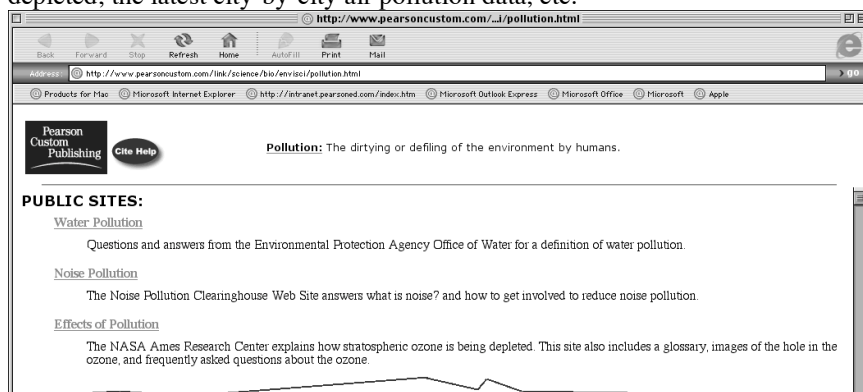 depleted, the latest city-by-city air pollution data, etc.
http://www.pearsoncustom.com/...i/pollution.html
Back Forward Stop Refresh Home AutoFill Print Mail
Address: http://www.pearsoncustom.com/link/science/bio/envisci/pollution.html go
Products for Mac Microsoft Internet Explorer http://intranet.pearsoned.com/index.htm Microsoft Outlook Express Microsoft Office Microsoft Apple
Pearson
Custom
Publishing
Cite Help
Pollution: The dirtying or defiling of the environment by humans.
PUBLIC SITES:
Water Pollution
Questions and answers from the Environmental Protection Agency Office of Water for a definition of water pollution.
Noise Pollution
The Noise Pollution Clearinghouse Web Site answers what is noise? and how to get involved to reduce noise pollution.
Effects of Pollution
The NASA Ames Research Center explains how stratospheric ozone is being depleted. This site also includes a glossary, images of the hole in the
ozone, and frequently asked questions about the ozone.